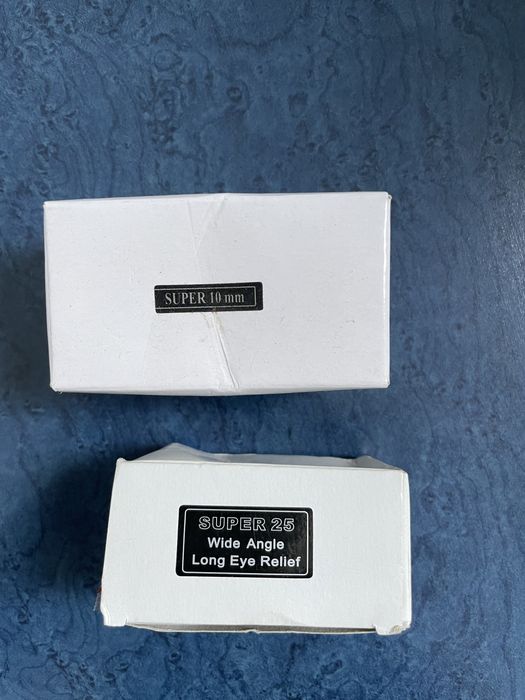 SUPER 10 mm
SUPER 25
Wide Angle
Long Eye Relief